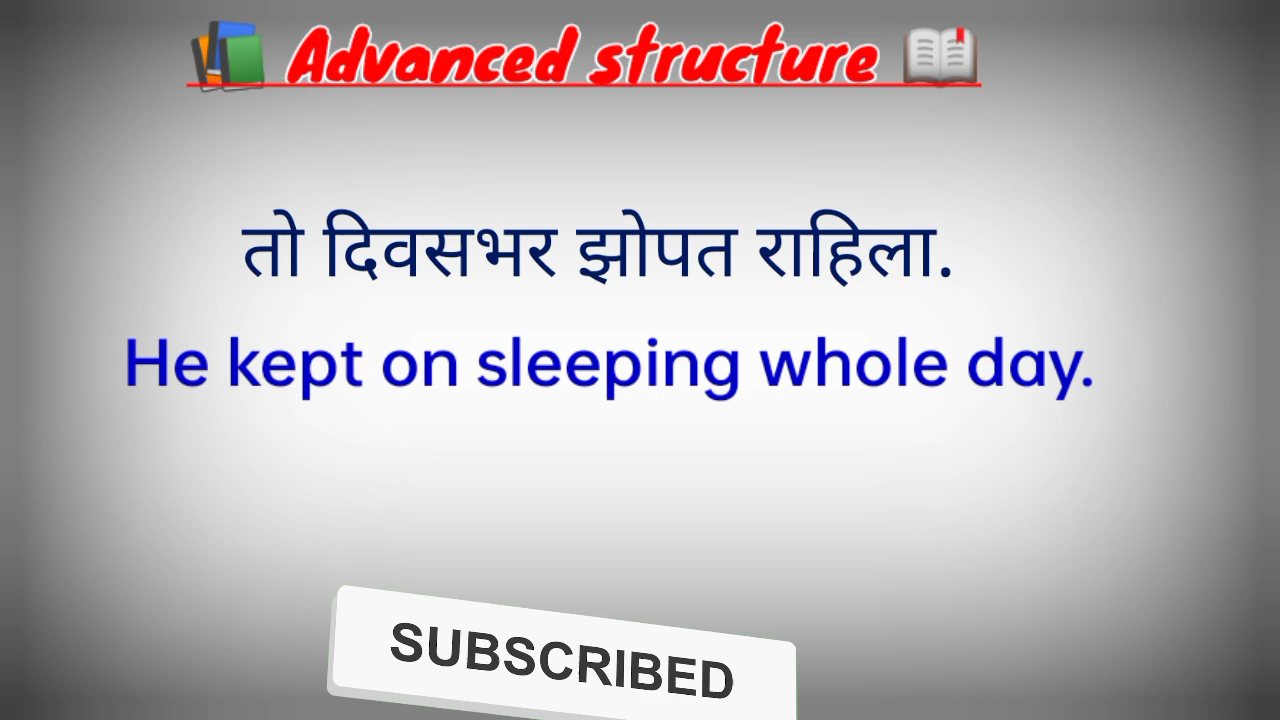 Advanced structure
तो दिवसभर झोपत राहिला.
He kept on sleeping whole day.
SUBSCRIBED